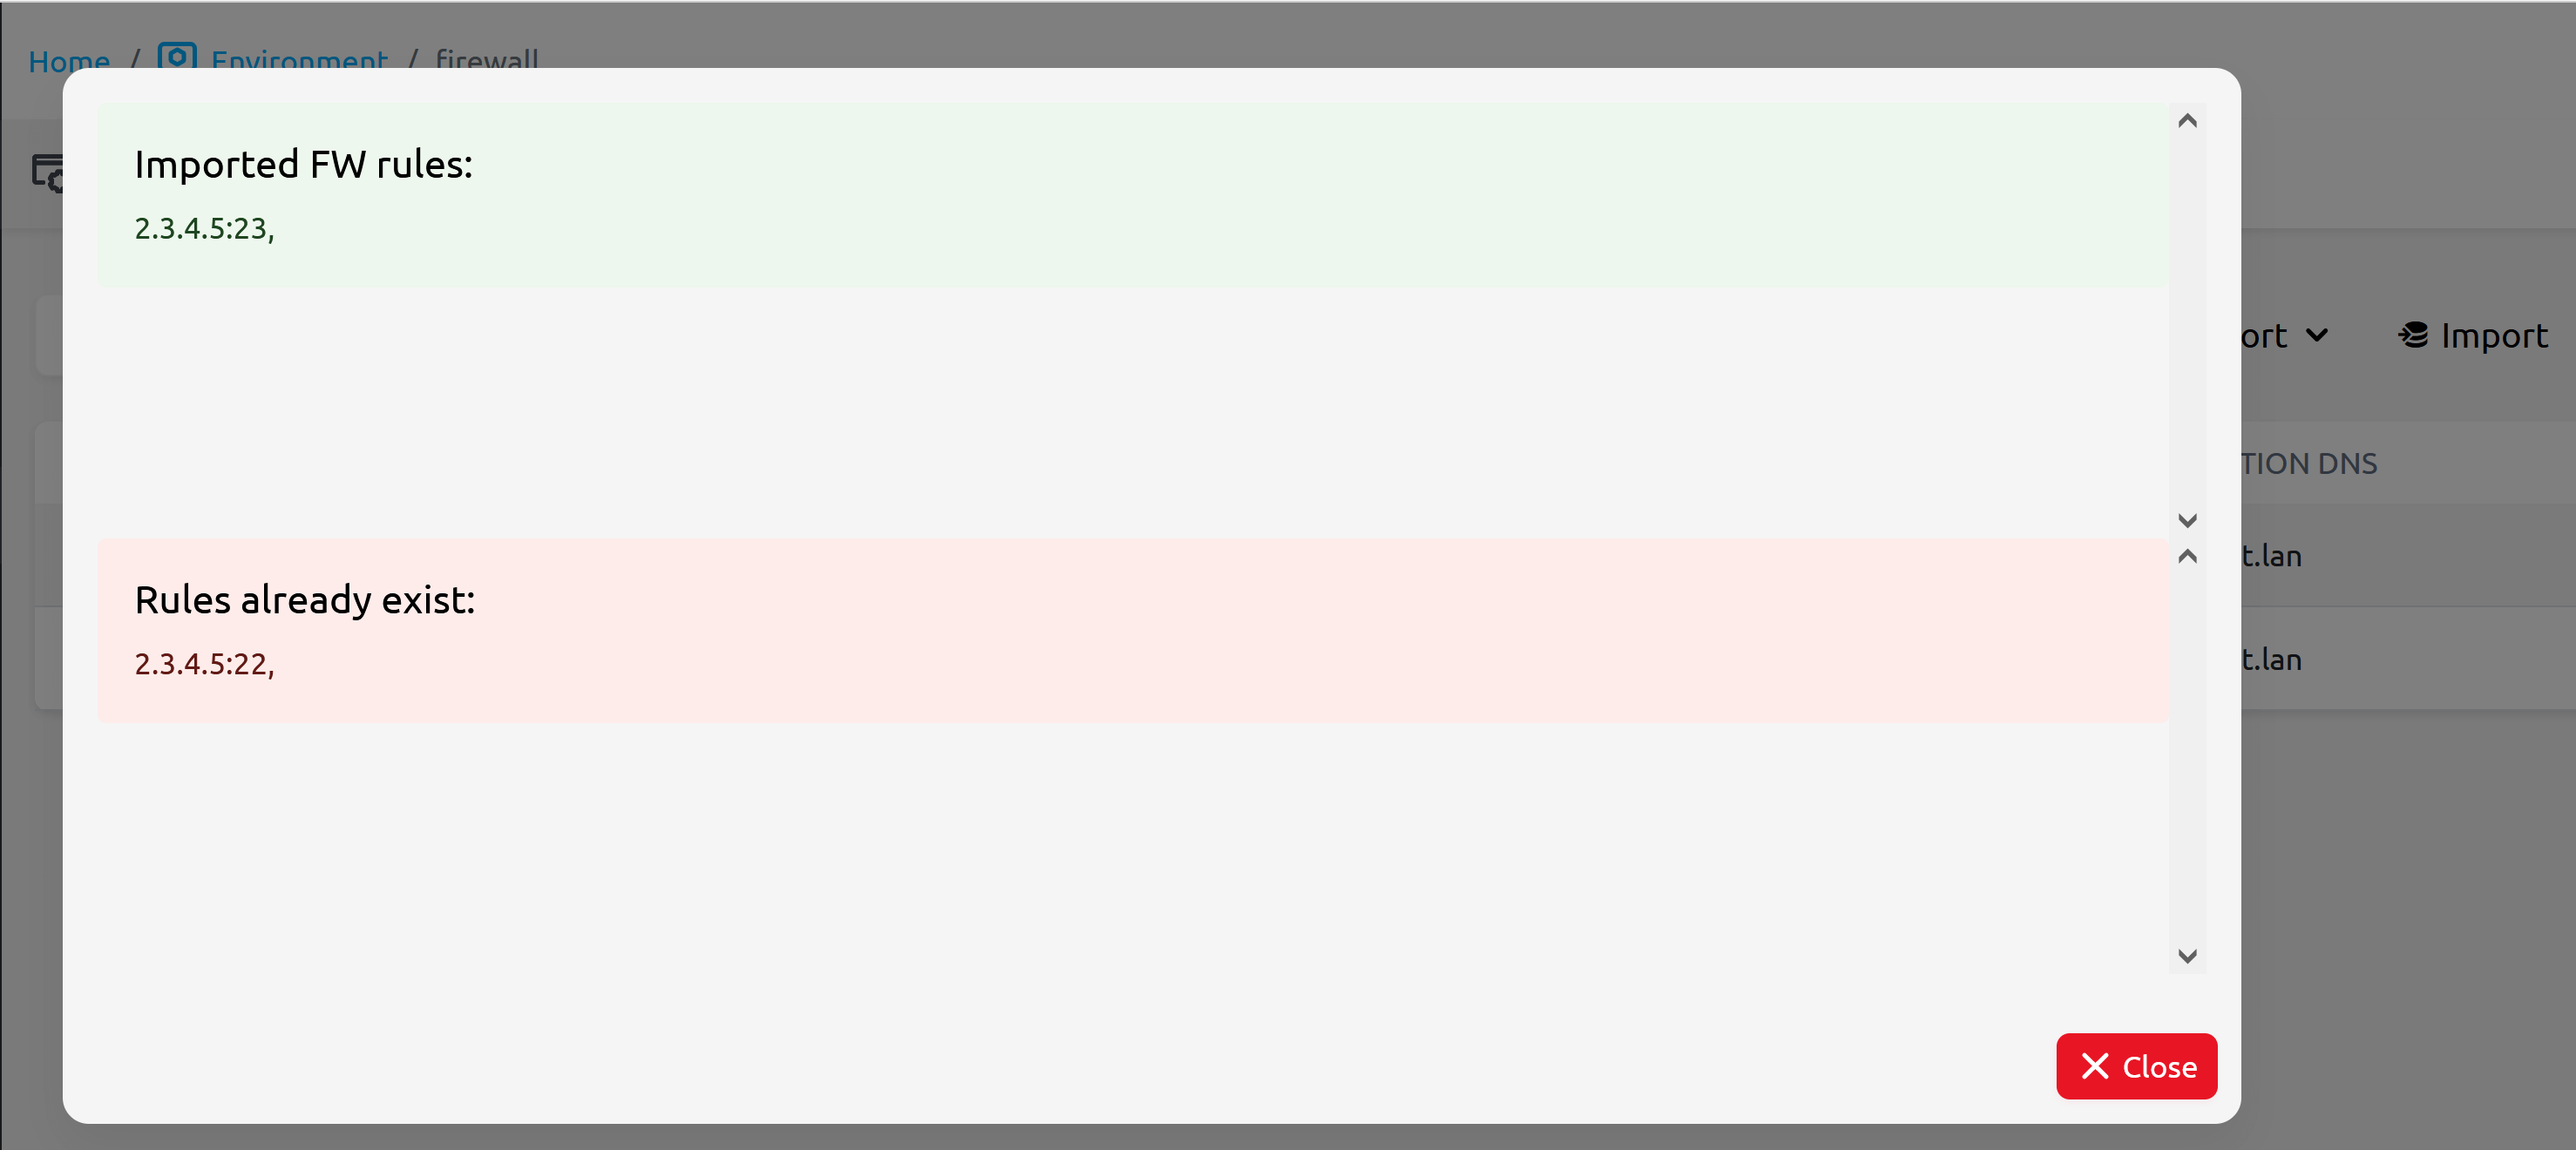 Home / Environment / firewall
Imported FW rules:
2.3.4.5:23,
ort
Import
TION DNS
t.lan
Rules already exist:
2.3.4.5:22,
t.lan
Close